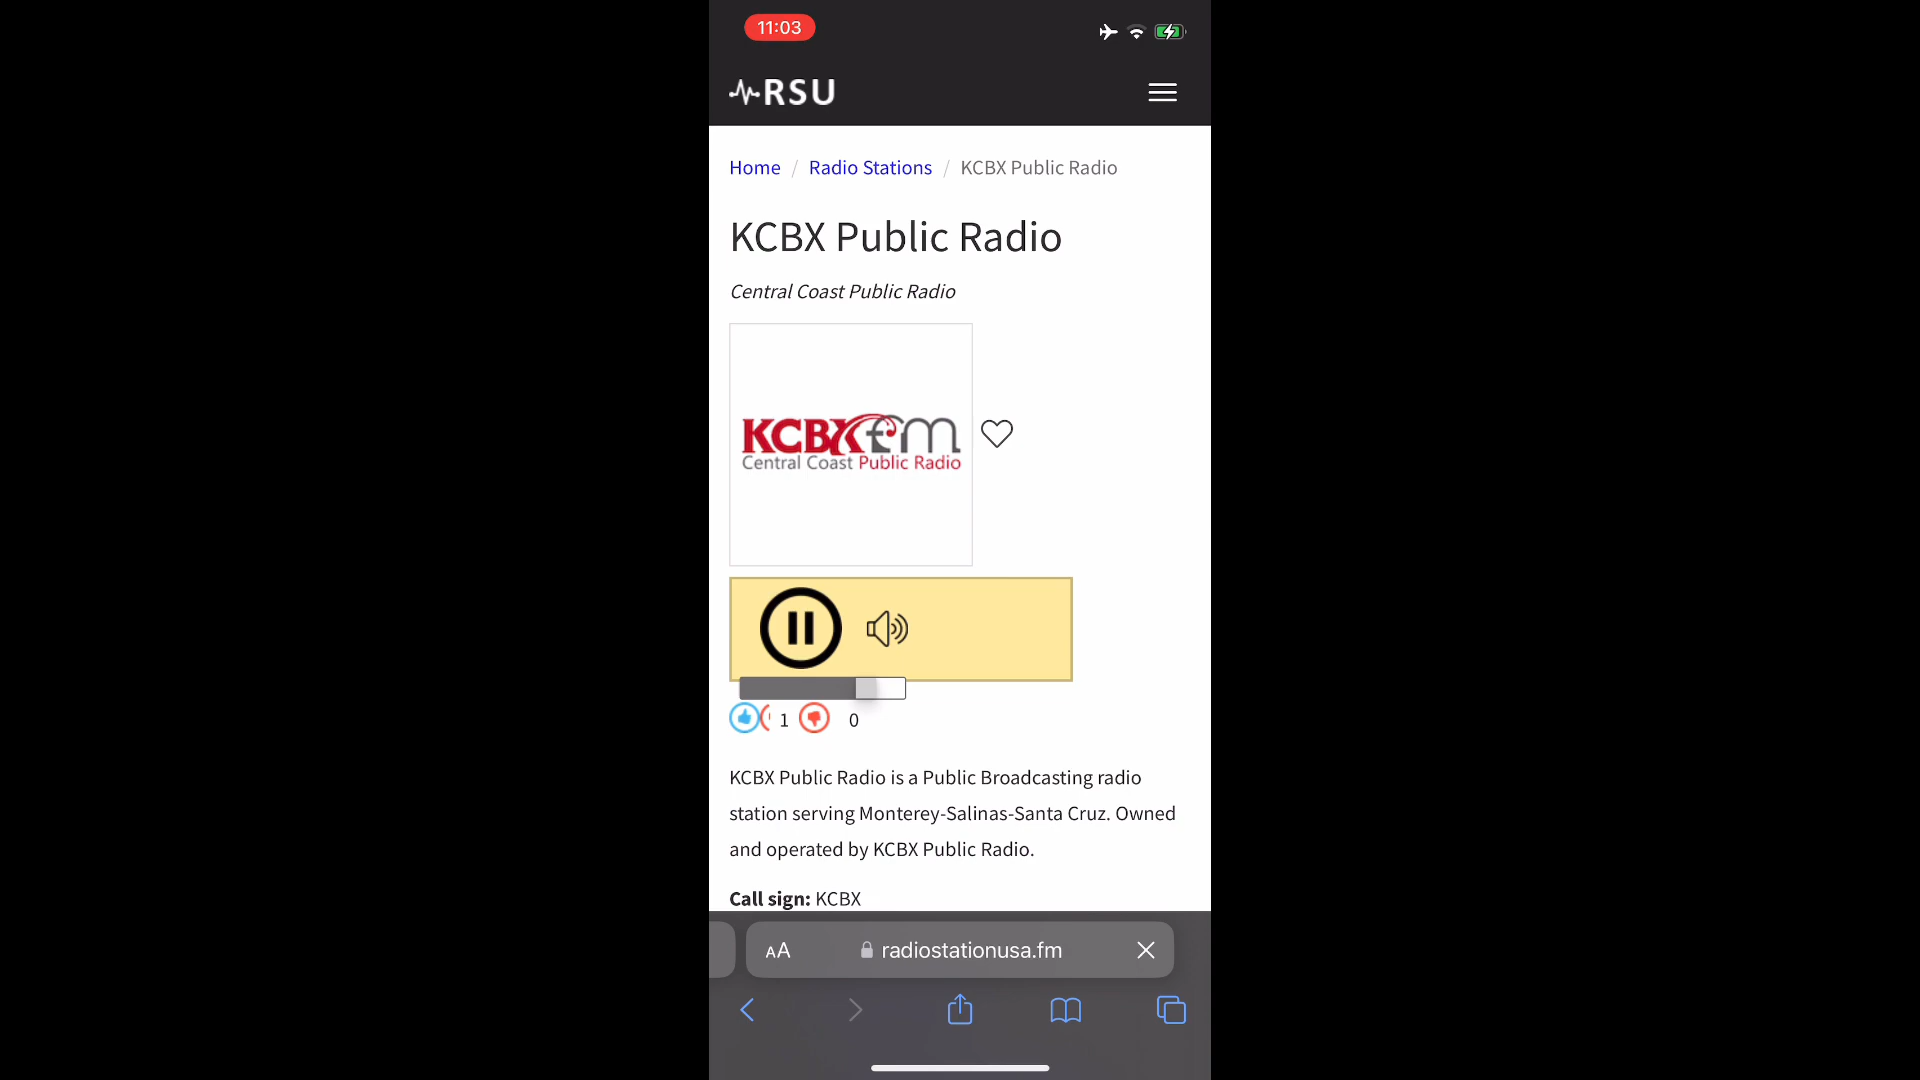 11:03
RSU
Home / Radio Stations / KCBX Public Radio
KCBX Public Radio
Central Coast Public Radio
KCBX fm
Central Coast Public Radio
1 0
KCBX Public Radio is a Public Broadcasting radio
station serving Monterey-Salinas-Santa Cruz. Owned
and operated by KCBX Public Radio.
Call sign: KCBX
AA radiostationusa.fm